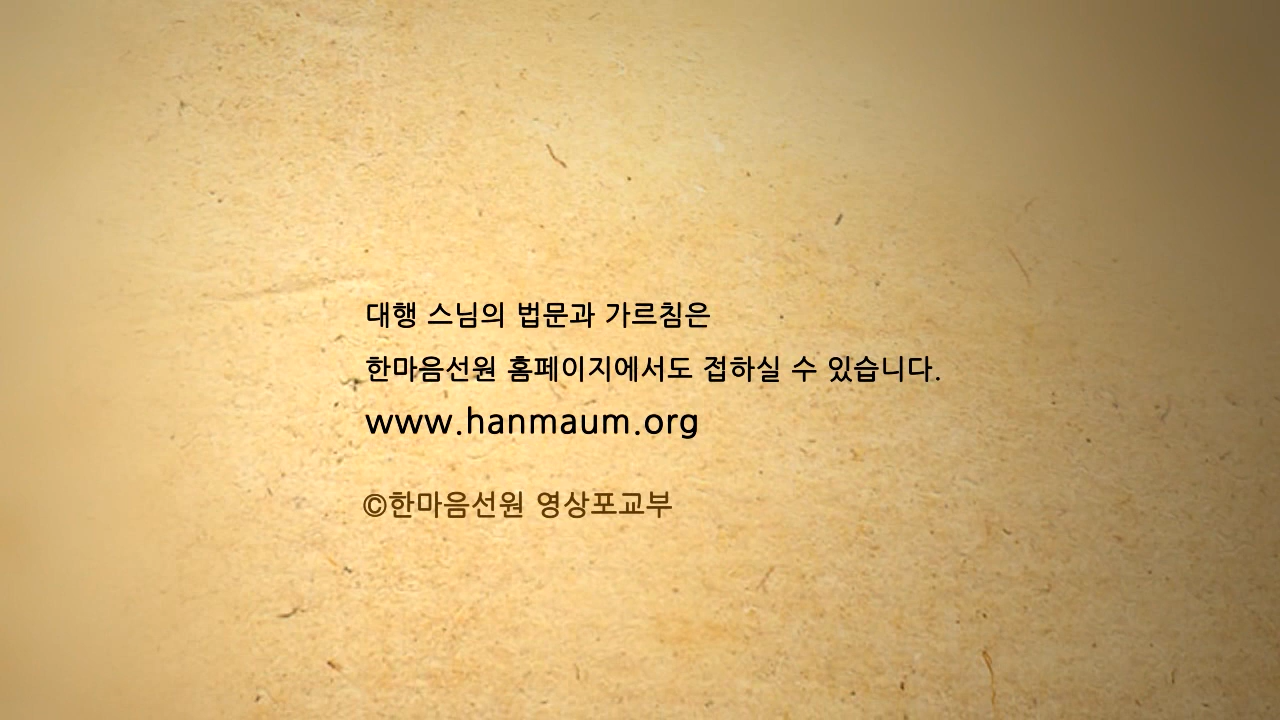 대행 스님의 법문과 가르침은
한마음선원 홈페이지에서도 접하실 수 있습니다.
www.hanmaum.org
©한마음선원 영상포교부